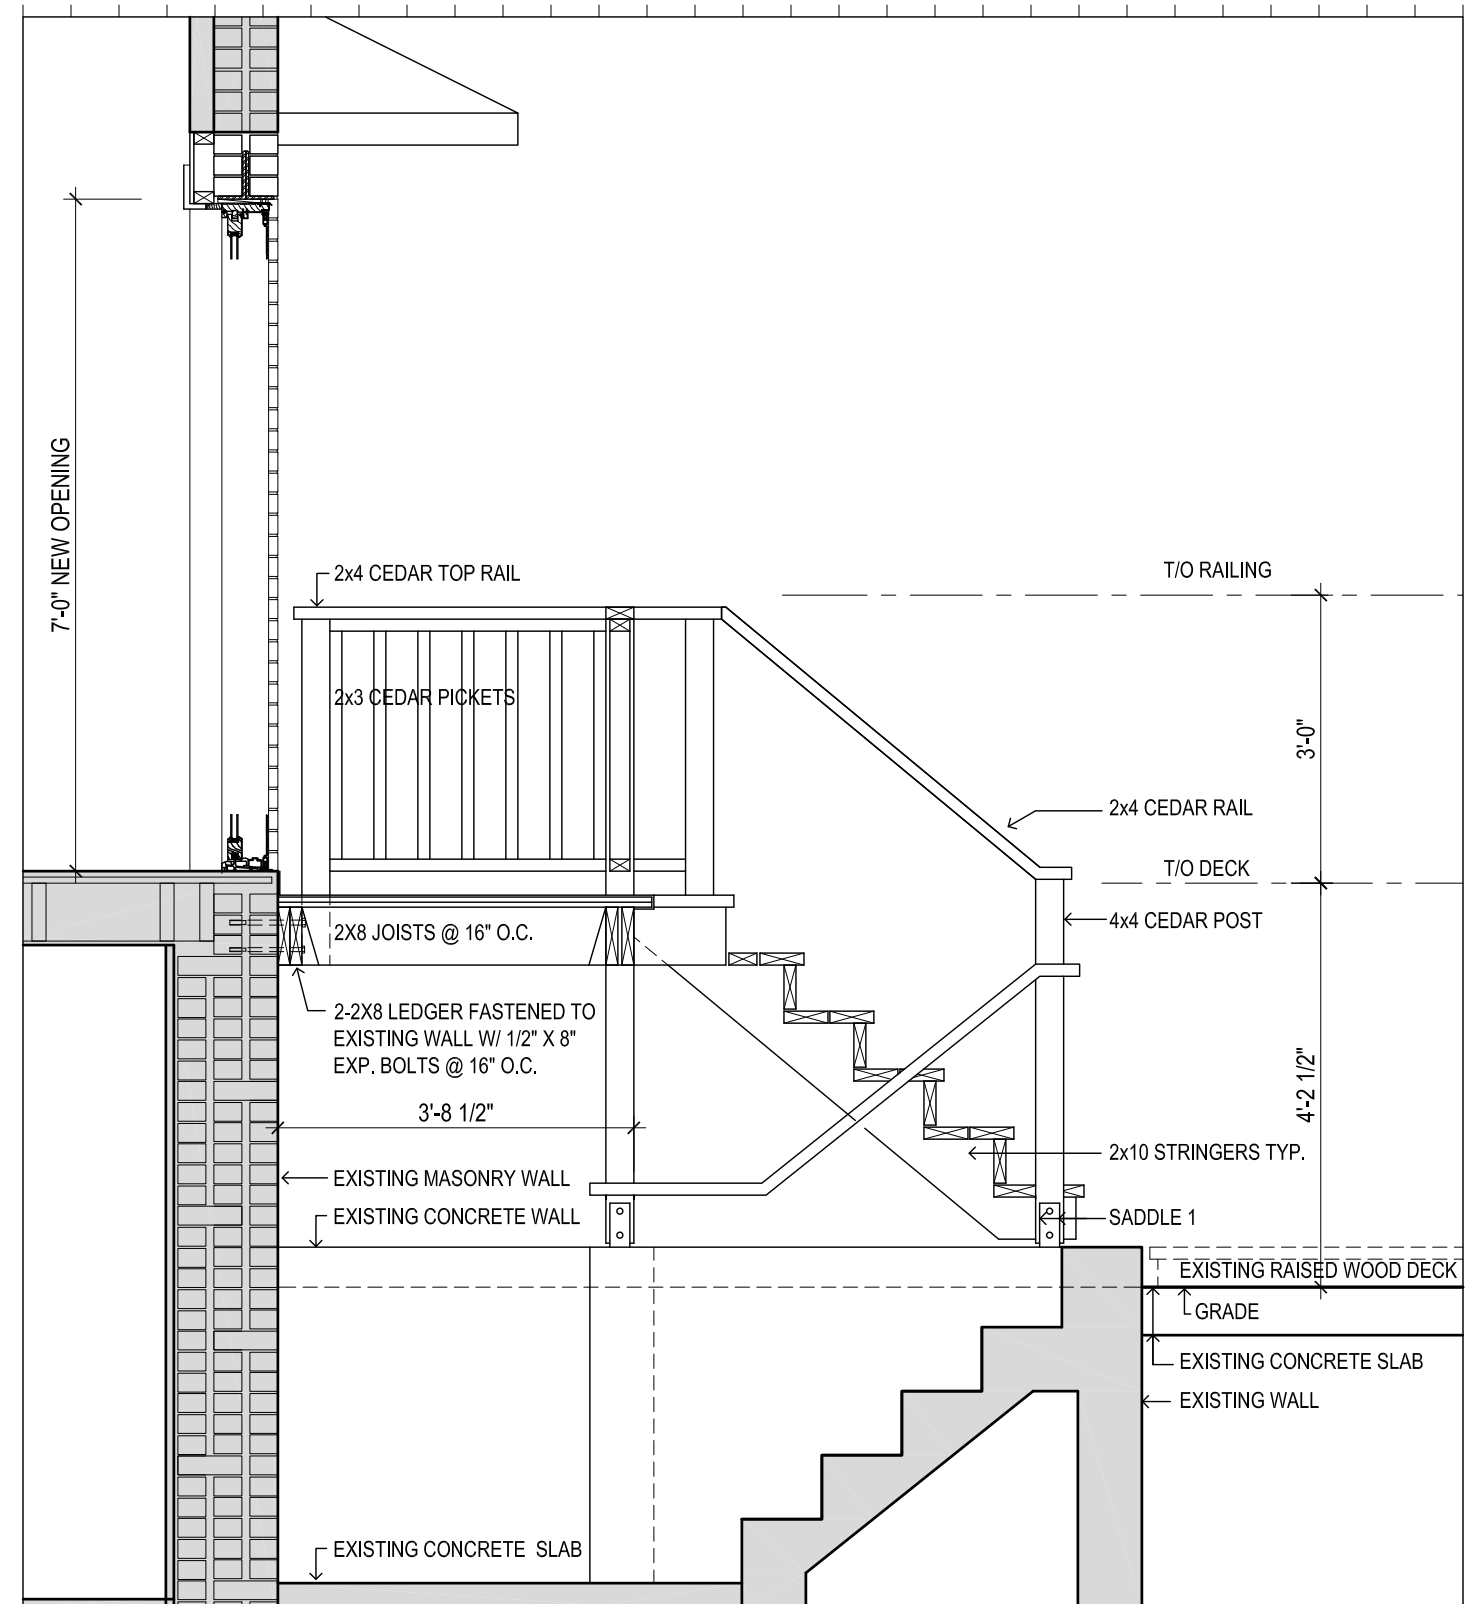 7'-0" NEW OPENING
2x4 CEDAR TOP RAIL
T/O RAILING
2x3 CEDAR PICKETS
3'-0"
2x4 CEDAR RAIL
T/O DECK
4x4 CEDAR POST
2X8 JOISTS @ 16" O.C.
2-2X8 LEDGER FASTENED TO
EXISTING WALL W/ 1/2" X 8"
EXP. BOLTS @ 16" O.C.
4'-2 1/2"
3'-8 1/2"
2x10 STRINGERS TYP.
EXISTING MASONRY WALL
EXISTING CONCRETE WALL
SADDLE 1
EXISTING RAISED WOOD DECK
GRADE
EXISTING CONCRETE SLAB
EXISTING WALL
EXISTING CONCRETE SLAB